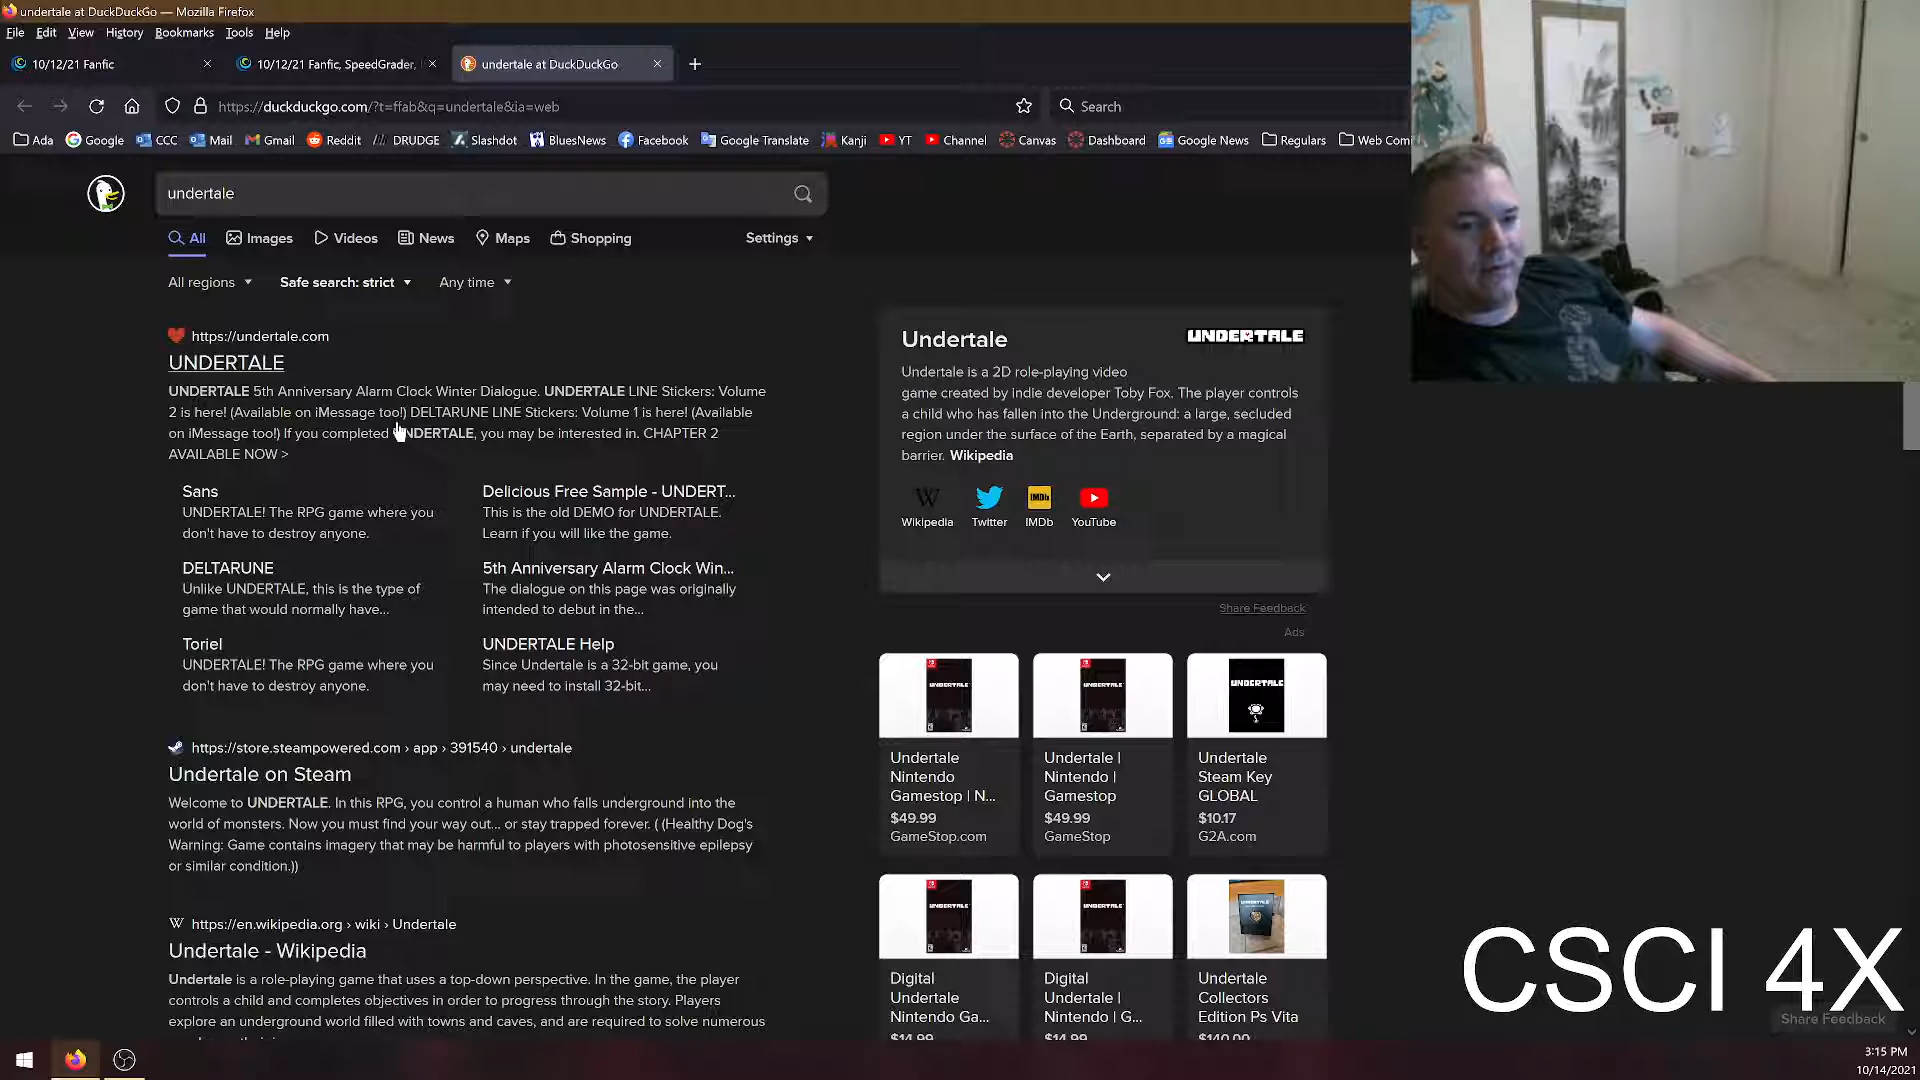 undertale at DuckDuckGo — Mozilla Firefox
File Edit View History Bookmarks Tools Help
10/12/21 Fanfic
10/12/21 Fanfic, SpeedGrader,
undertale at DuckDuckGo
https://duckduckgo.com/?t=ffab&q=undertale&ia=web
Search
Ada Google CCC Mail Gmail Reddit DRUDGE Slashdot BluesNews Facebook Google Translate Kanji YT Channel Canvas Dashboard Google News Regulars Web Comi
undertale
All Images Videos News Maps Shopping Settings
All regions Safe search: strict Any time
https://undertale.com
UNDERTALE
UNDERTALE 5th Anniversary Alarm Clock Winter Dialogue. UNDERTALE LINE Stickers: Volume
2 is here! (Available on iMessage too!) DELTARUNE LINE Stickers: Volume 1 is here! (Available
on iMessage too!) If you completed UNDERTALE, you may be interested in. CHAPTER 2
AVAILABLE NOW >
Sans
UNDERTALE! The RPG game where you
don't have to destroy anyone.
Delicious Free Sample - UNDERT...
This is the old DEMO for UNDERTALE.
Learn if you will like the game.
DELTARUNE
Unlike UNDERTALE, this is the type of
game that would normally have...
5th Anniversary Alarm Clock Win...
The dialogue on this page was originally
intended to debut in the...
Toriel
UNDERTALE! The RPG game where you
don't have to destroy anyone.
UNDERTALE Help
Since Undertale is a 32-bit game, you
may need to install 32-bit...
https://store.steampowered.com › app › 391540 › undertale
Undertale on Steam
Welcome to UNDERTALE. In this RPG, you control a human who falls underground into the
world of monsters. Now you must find your way out... or stay trapped forever. ( (Healthy Dog's
Warning: Game contains imagery that may be harmful to players with photosensitive epilepsy
or similar condition.))
https://en.wikipedia.org › wiki › Undertale
Undertale - Wikipedia
Undertale is a role-playing game that uses a top-down perspective. In the game, the player
controls a child and completes objectives in order to progress through the story. Players
explore an underground world filled with towns and caves, and are required to solve numerous
Undertale
UNDERTALE
Undertale is a 2D role-playing video
game created by indie developer Toby Fox. The player controls
a child who has fallen into the Underground: a large, secluded
region under the surface of the Earth, separated by a magical
barrier. Wikipedia
Wikipedia Twitter IMDb YouTube
Share Feedback
Ads
UNDERTALE
Undertale
Nintendo
Gamestop | N...
$49.99
GameStop.com
UNDERTALE
Undertale |
Nintendo |
Gamestop
$49.99
GameStop
UNDERTALE
Undertale
Steam Key
GLOBAL
$10.17
G2A.com
UNDERTALE
Digital
Undertale
Nintendo Ga...
$14.99
UNDERTALE
Digital
Undertale |
Nintendo | G...
$14.99
Undertale
Collectors
Edition Ps Vita
$140.00
CSCI 4X
Share Feedback
3:15 PM
10/14/2021